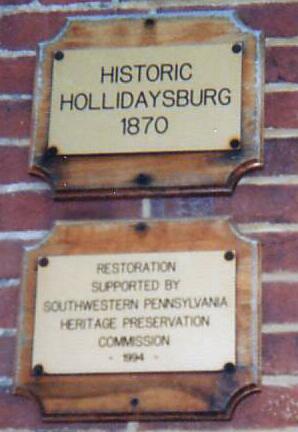 HISTORIC
HOLLIDAYSBURG
1870
RESTORATION
SUPPORTED BY
SOUTHWESTERN PENNSYLVANIA
HERITAGE PRESERVATION
COMMISSION
- 1994 -